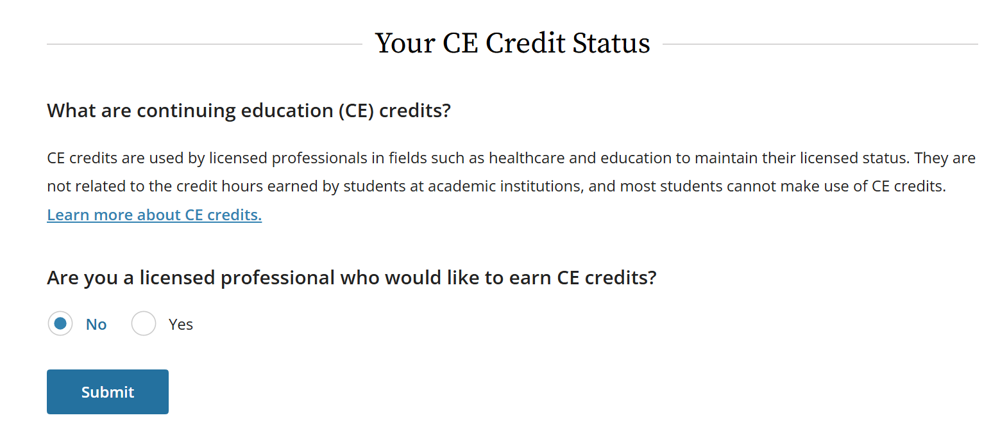 Your CE Credit Status
What are continuing education (CE) credits?
CE credits are used by licensed professionals in fields such as healthcare and education to maintain their licensed status. They are
not related to the credit hours earned by students at academic institutions, and most students cannot make use of CE credits.
Learn more about CE credits.
Are you a licensed professional who would like to earn CE credits?
No Yes
Submit